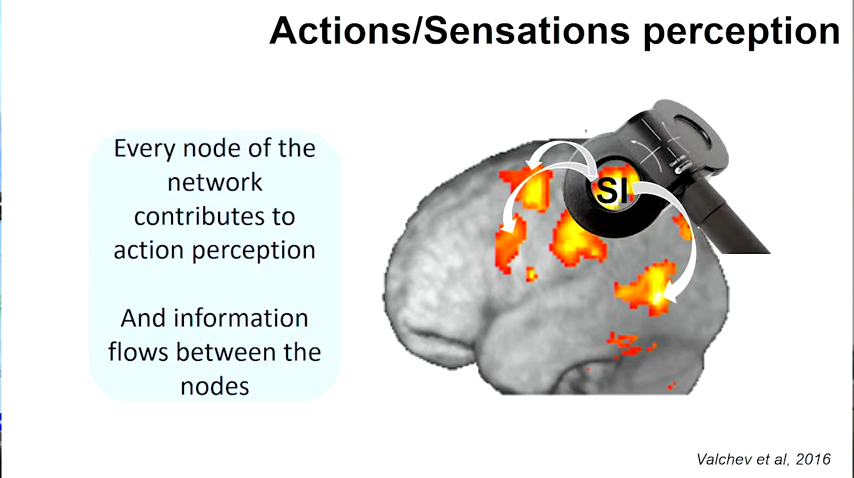 Actions/Sensations perception
Every node of the
network
contributes to
action perception
And information
flows between the
nodes
SI
Valchev et al, 2016